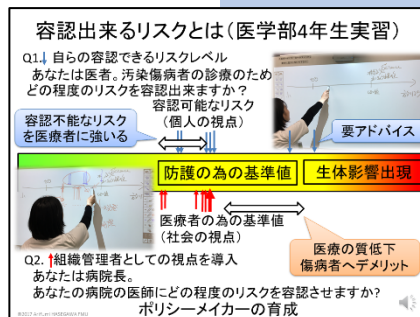 容認出来るリスクとは(医学部4年生実習)
Q1.↓ 自らの容認できるリスクレベル
あなたは医者。汚染傷病者の診療のため
どの程度のリスクを容認出来ますか?
容認可能なリスク
(個人の視点)
容認不能なリスク
を医療者に強いる
要アドバイス
防護の為の基準値
生体影響出現
医療者の為の基準値
(社会の視点)
医療の質低下
傷病者へデメリット
Q2. ↑組織管理者としての視点を導入
あなたは病院長。
あなたの病院の医師にどの程度のリスクを容認させますか?
ポリシーメイカーの育成